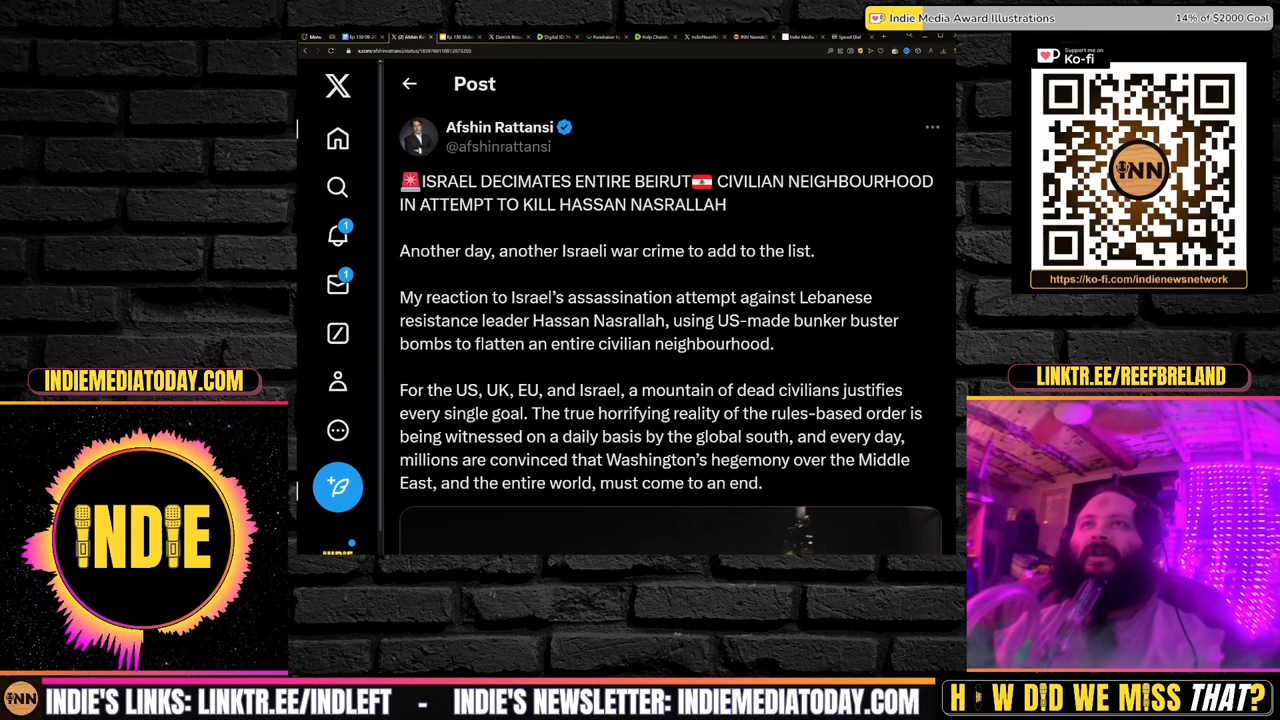 Indie Media Award Illustrations
14% of $2000 Goal
Support me on
Ko-fi
INN
https://ko-fi.com/indienewsnetwork
Post
Afshin Rattansi
@afshinrattansi
ISRAEL DECIMATES ENTIRE BEIRUT🇱🇧 CIVILIAN NEIGHBOURHOOD
IN ATTEMPT TO KILL HASSAN NASRALLAH
Another day, another Israeli war crime to add to the list.
My reaction to Israel’s assassination attempt against Lebanese
resistance leader Hassan Nasrallah, using US-made bunker buster
bombs to flatten an entire civilian neighbourhood.
For the US, UK, EU, and Israel, a mountain of dead civilians justifies
every single goal. The true horrifying reality of the rules-based order is
being witnessed on a daily basis by the global south, and every day,
millions are convinced that Washington’s hegemony over the Middle
East, and the entire world, must come to an end.
1
1
INDIEMEDIATODAY.COM
INDIE
LINKTR.EE/REEFBRELAND
INN
INDIE'S LINKS: LINKTR.EE/INDLEFT - INDIE'S NEWSLETTER: INDIEMEDIATODAY.COM
HOW DID WE MISS THAT?